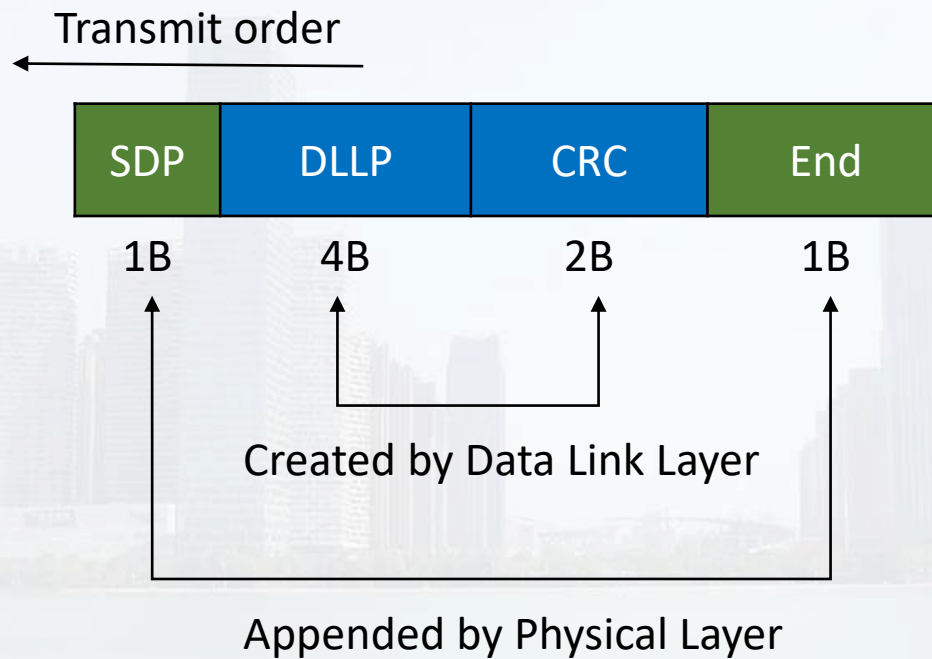 Transmit order
SDP DLLP CRC End
1B 4B 2B 1B
Created by Data Link Layer
Appended by Physical Layer